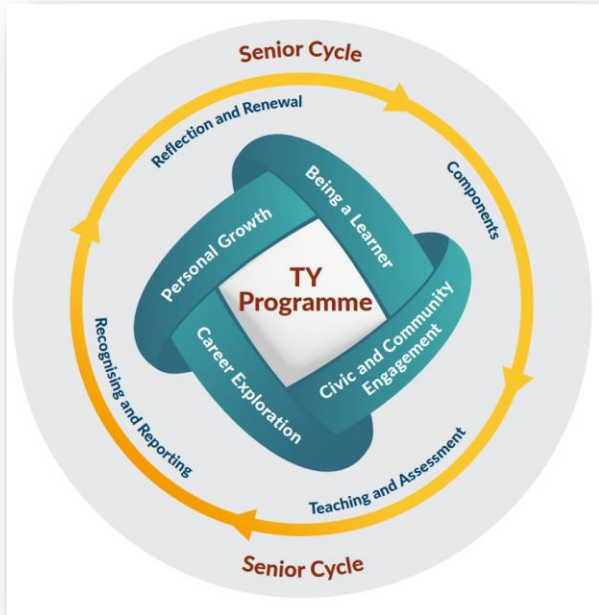 Senior Cycle
Reflection and Renewal
Components
Being a Learner
Personal Growth
TY
Programme
Civic and Community
Engagement
Career Exploration
Recognising and Reporting
Teaching and Assessment
Senior Cycle